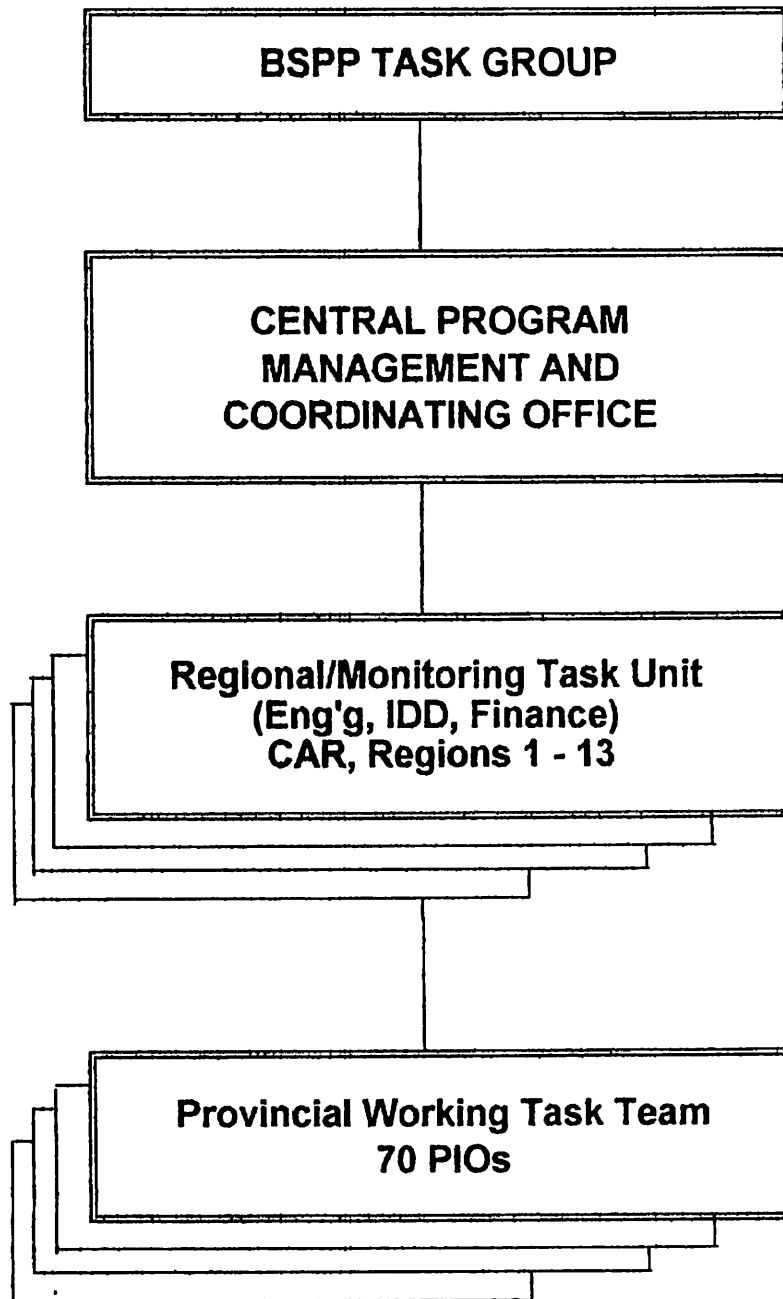 BSPP TASK GROUP
CENTRAL PROGRAM
MANAGEMENT AND
COORDINATING OFFICE
Regional/Monitoring Task Unit
(Eng'g, IDD, Finance)
CAR, Regions 1 - 13
Provincial Working Task Team
70 PIOs